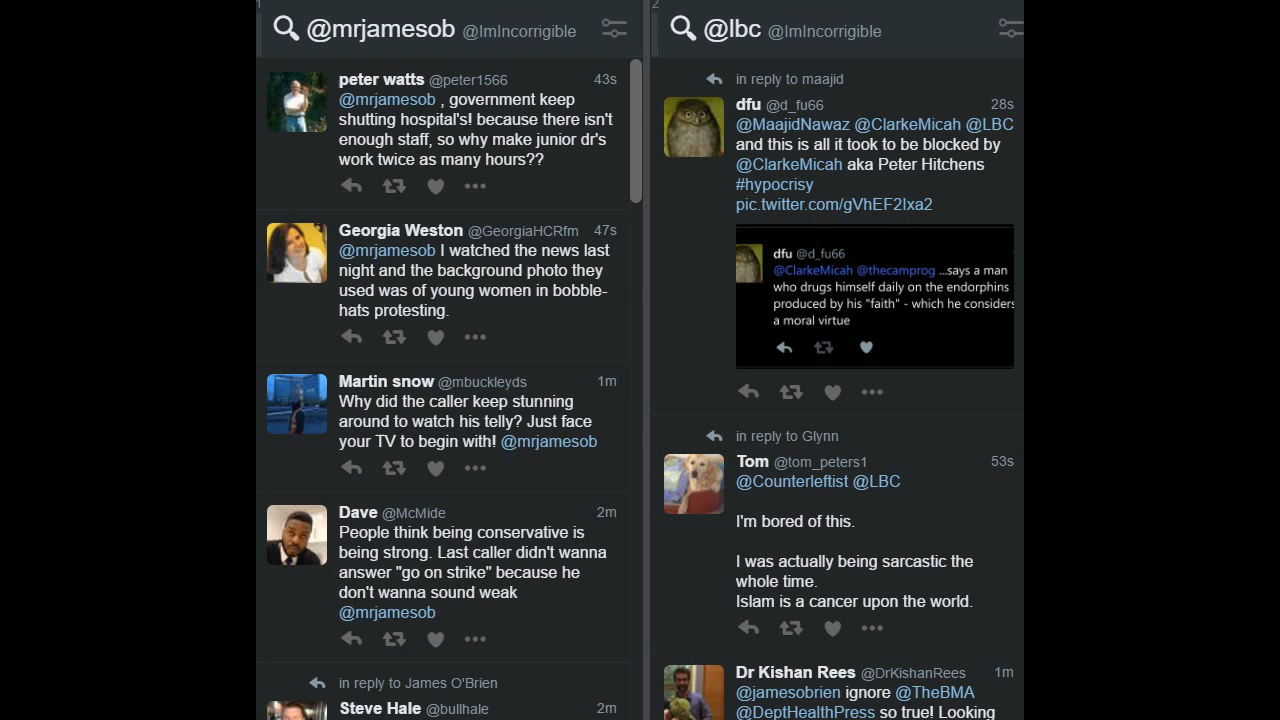 1
@mrjamesob @ImIncorrigible
peter watts @peter1566 43s
@mrjamesob , government keep
shutting hospital's! because there isn't
enough staff, so why make junior dr's
work twice as many hours??
Georgia Weston @GeorgiaHCRfm 47s
@mrjamesob I watched the news last
night and the background photo they
used was of young women in bobble-
hats protesting.
Martin snow @mbuckleyds 1m
Why did the caller keep stunning
around to watch his telly? Just face
your TV to begin with! @mrjamesob
Dave @McMide 2m
People think being conservative is
being strong. Last caller didn't wanna
answer "go on strike" because he
don't wanna sound weak
@mrjamesob
in reply to James O'Brien
Steve Hale @bullhale 2m
2
@lbc @ImIncorrigible
in reply to maajid
dfu @d_fu66 28s
@MaajidNawaz @ClarkeMicah @LBC
and this is all it took to be blocked by
@ClarkeMicah aka Peter Hitchens
#hypocrisy
pic.twitter.com/gVhEF2Ixa2
dfu @d_fu66
@ClarkeMicah @thecamprog ...says a man
who drugs himself daily on the endorphins
produced by his "faith" - which he considers
a moral virtue
in reply to Glynn
Tom @tom_peters1 53s
@Counterleftist @LBC
I'm bored of this.
I was actually being sarcastic the
whole time.
Islam is a cancer upon the world.
Dr Kishan Rees @DrKishanRees 1m
@jamesobrien ignore @TheBMA
@DeptHealthPress so true! Looking